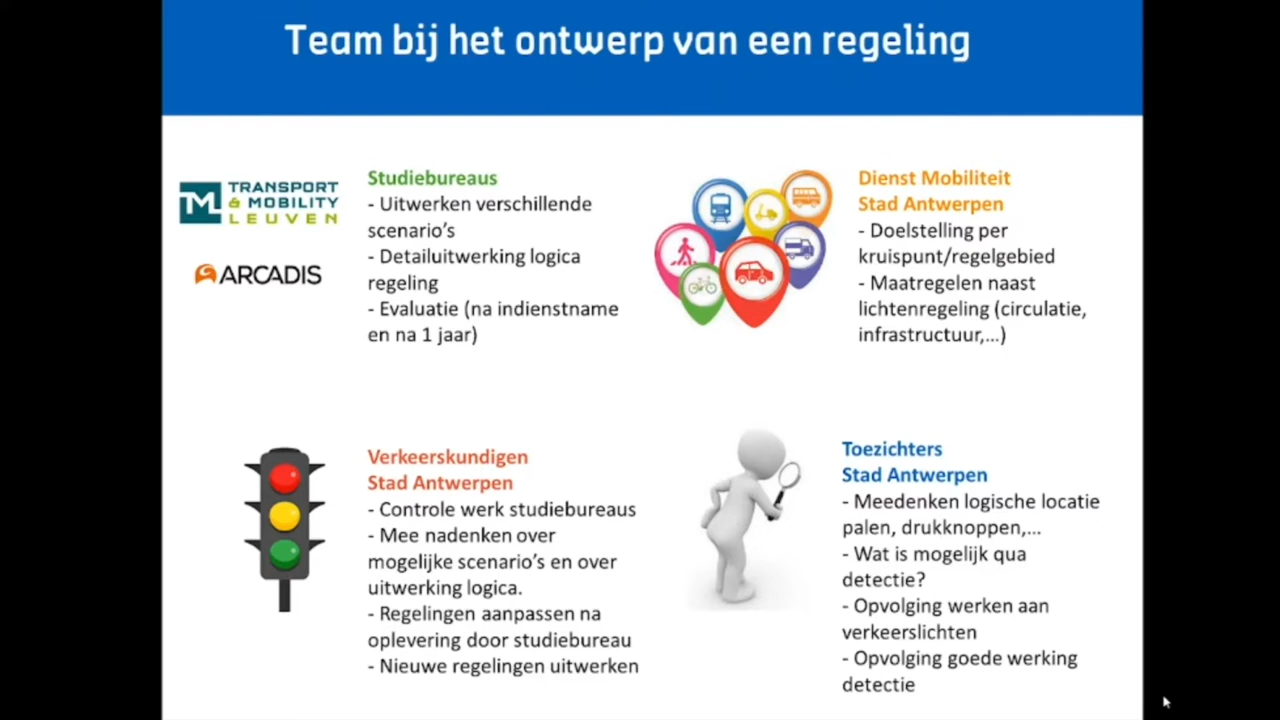 Team bij het ontwerp van een regeling
TRANSPORT
& MOBILITY
LEUVEN
ARCADIS
Studiebureaus
- Uitwerken verschillende
scenario's
- Detailuitwerking logica
regeling
- Evaluatie (na indienstname
en na 1 jaar)
Dienst Mobiliteit
Stad Antwerpen
- Doelstelling per
kruispunt/regelgebied
- Maatregelen naast
lichtenregeling (circulatie,
infrastructuur,...)
Verkeerskundigen
Stad Antwerpen
- Controle werk studiebureaus
- Mee nadenken over
mogelijke scenario's en over
uitwerking logica.
- Regelingen aanpassen na
oplevering door studiebureau
- Nieuwe regelingen uitwerken
Toezichters
Stad Antwerpen
- Meedenken logische locatie
palen, drukknoppen,...
- Wat is mogelijk qua
detectie?
- Opvolging werken aan
verkeerslichten
- Opvolging goede werking
detectie